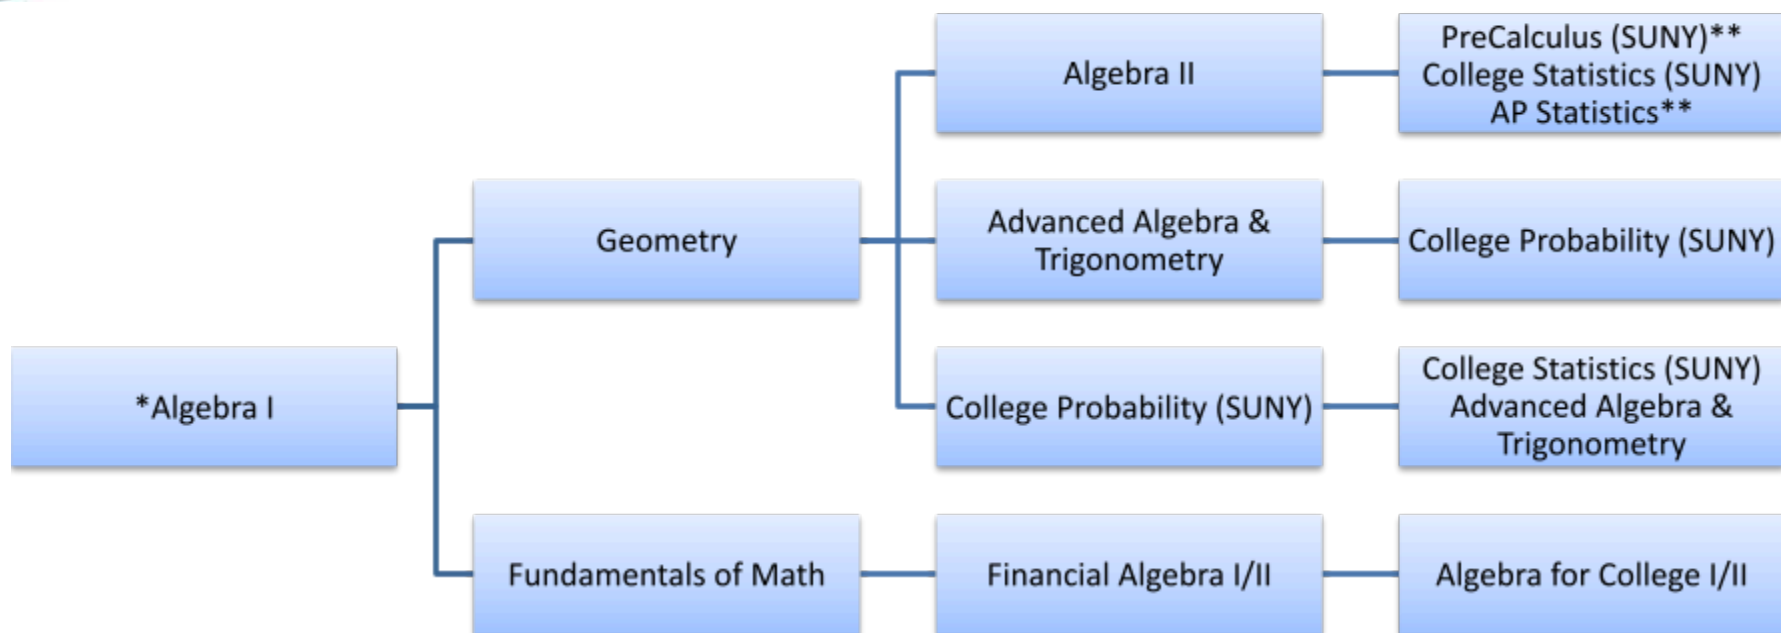 Algebra II
PreCalculus (SUNY)**
College Statistics (SUNY)
AP Statistics**
Geometry
Advanced Algebra &
Trigonometry
College Probability (SUNY)
*Algebra I
College Probability (SUNY)
College Statistics (SUNY)
Advanced Algebra &
Trigonometry
Fundamentals of Math
Financial Algebra I/II
Algebra for College I/II